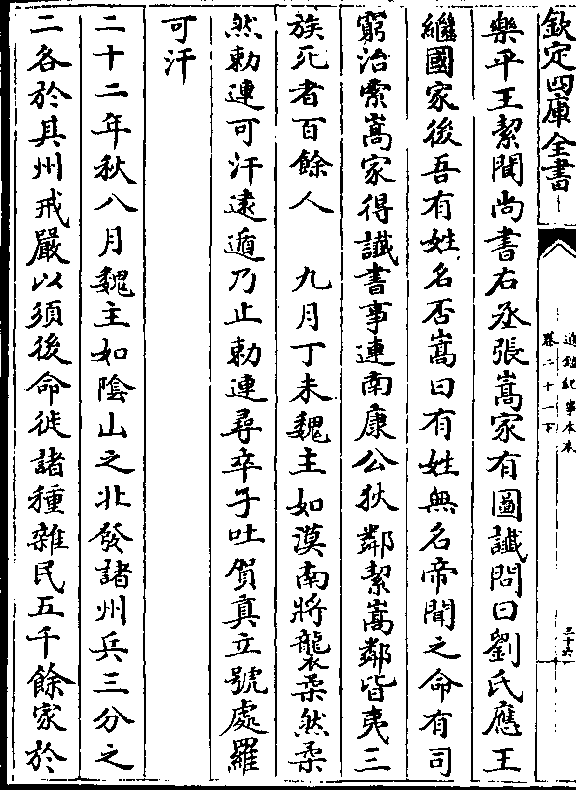 欽定四庫全書
通鑑紀事本末
卷二十一下
三十六
樂平王絜聞尚書右丞張嵩家有圖讖問曰劉氏應王
繼國家後吾有姓名否嵩曰有姓無名帝聞之命有司
窮治索嵩家得讖書事連南康公狄鄰絜嵩鄰皆夷三
族死者百餘人　九月丁未魏主如漠南將襲柔然柔
然勅連可汗逺遁乃止勅連尋卒子吐賀真立號處羅
可汗
二十二年秋八月魏主如陰山之北發諸州兵三分之
二各於其州戒嚴以須後命徙諸種雜民五千餘家於